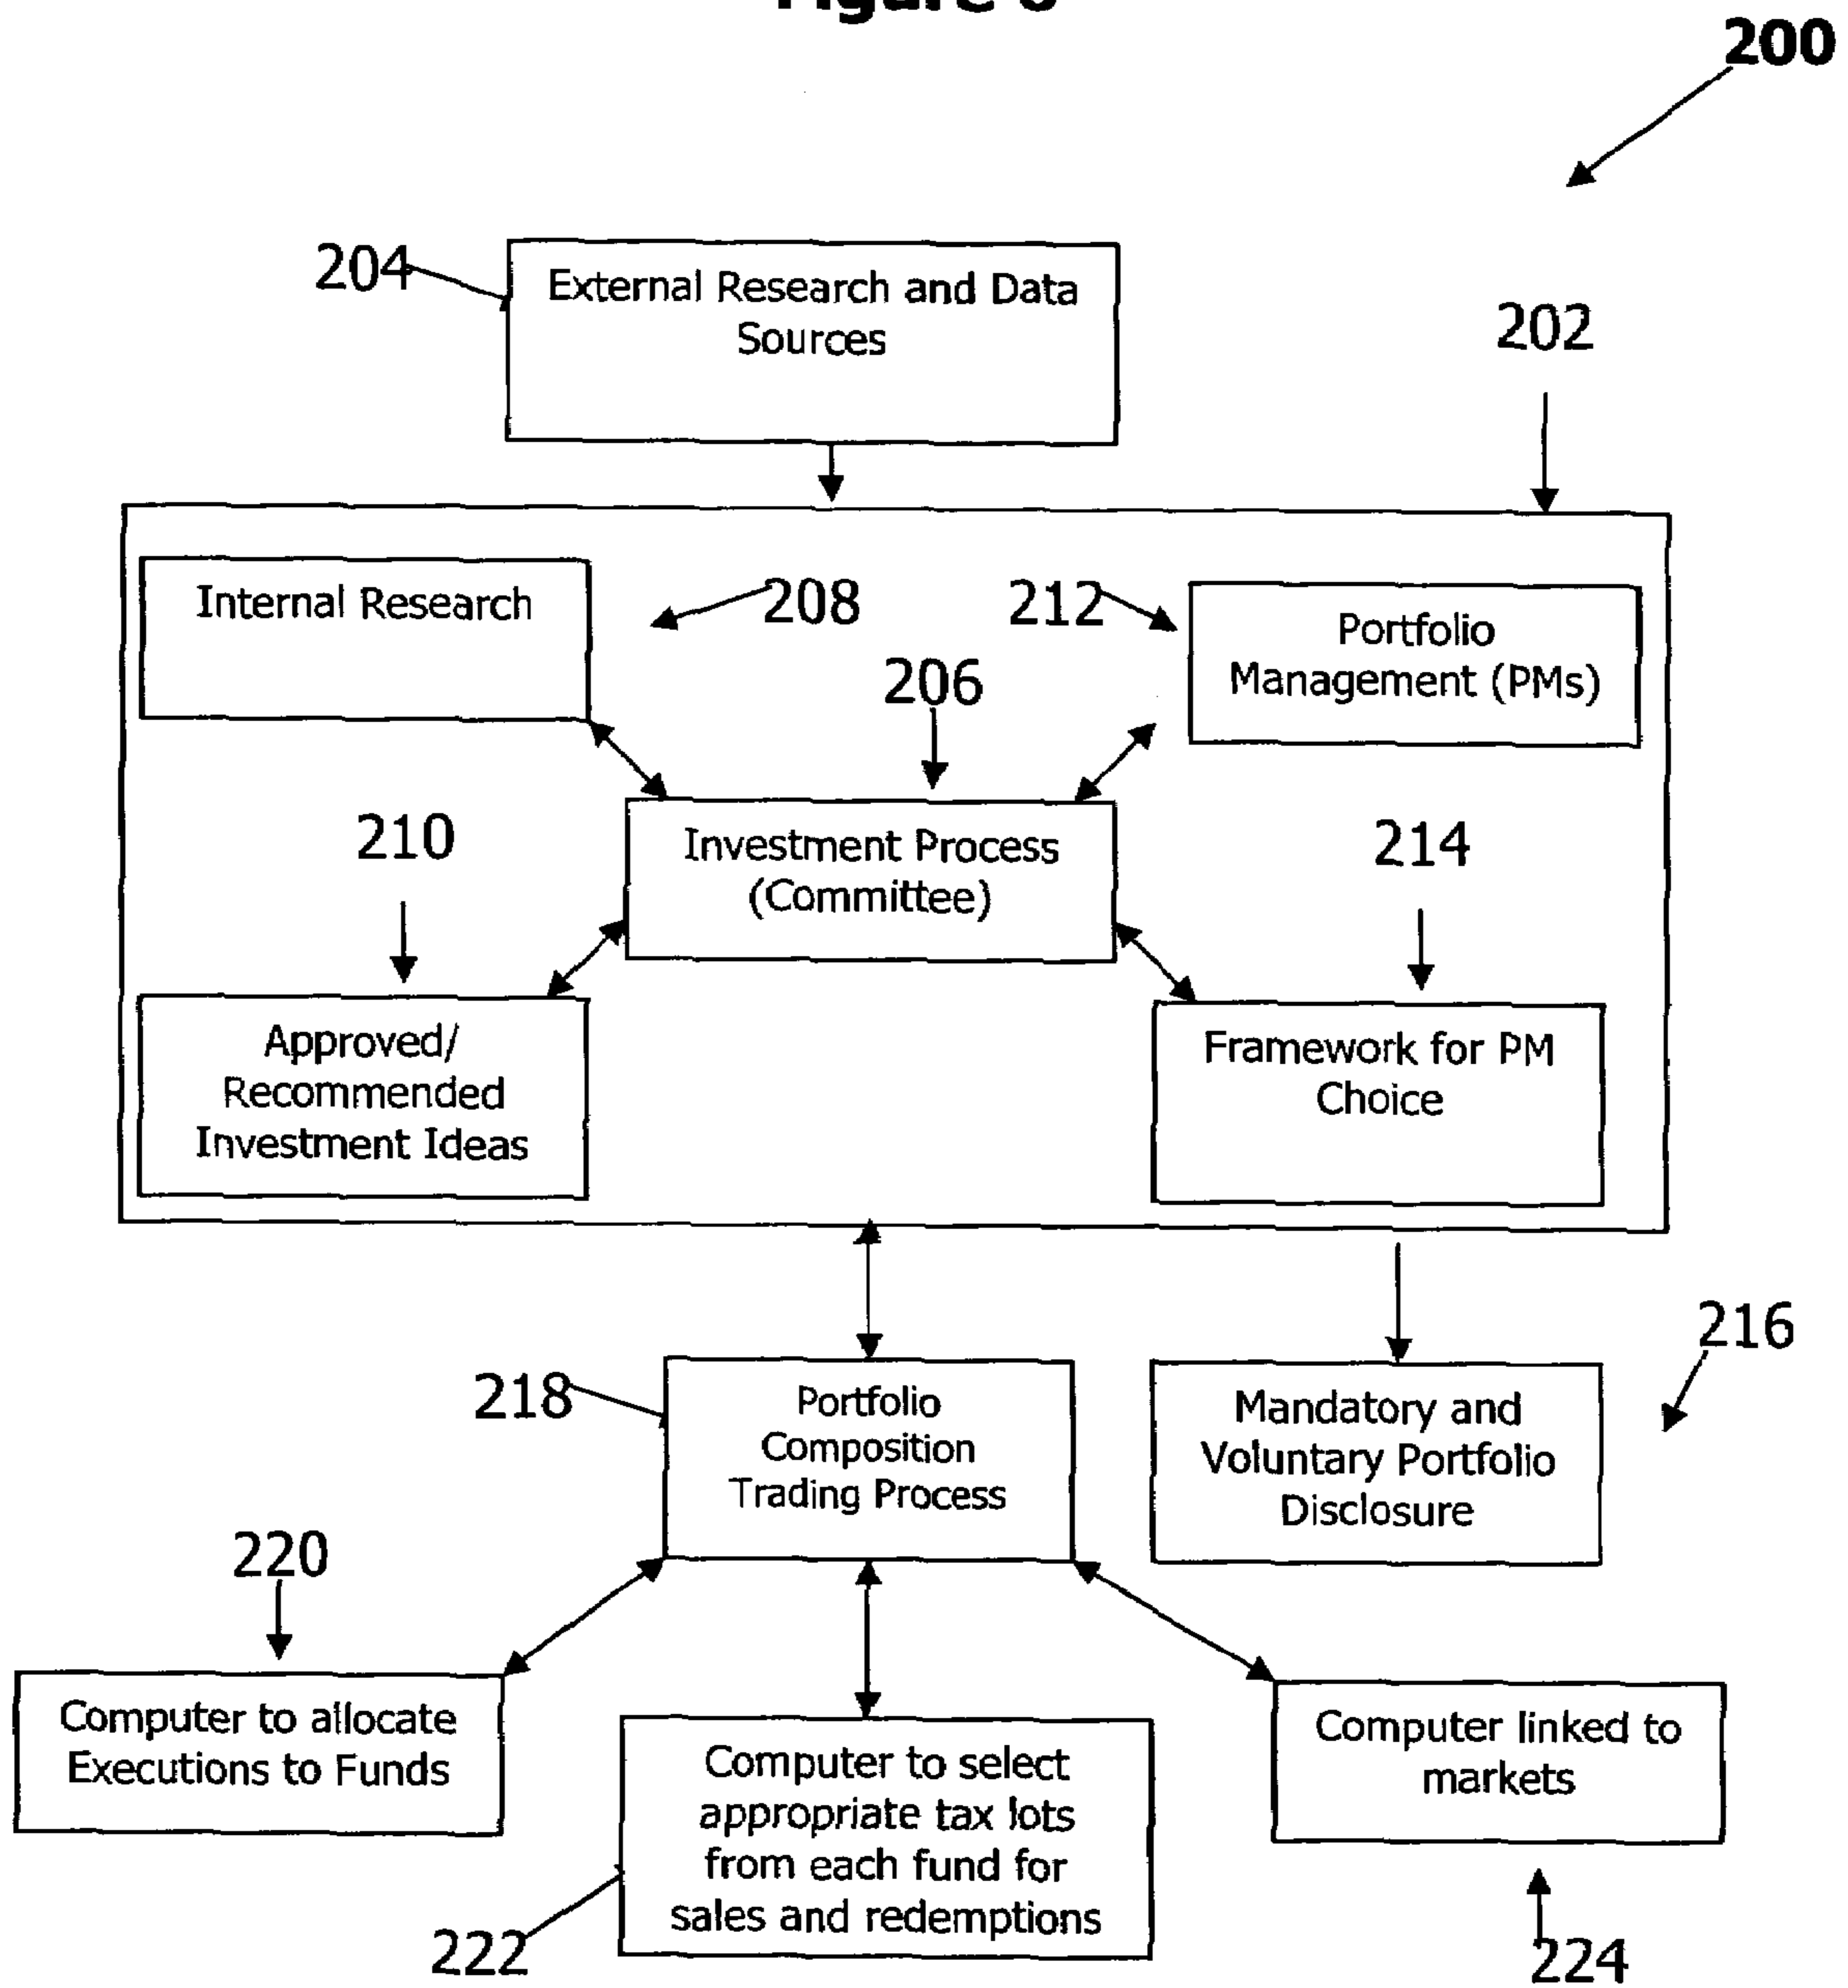 200
204
External Research and Data
Sources
202
Internal Research
208
212
Portfolio
Management (PMs)
206
210
Investment Process
(Committee)
214
Approved/
Recommended
Investment Ideas
Framework for PM
Choice
216
218
Portfolio
Composition
Trading Process
Mandatory and
Voluntary Portfolio
Disclosure
220
Computer to allocate
Executions to Funds
Computer to select
appropriate tax lots
from each fund for
sales and redemptions
Computer linked to
markets
222
224